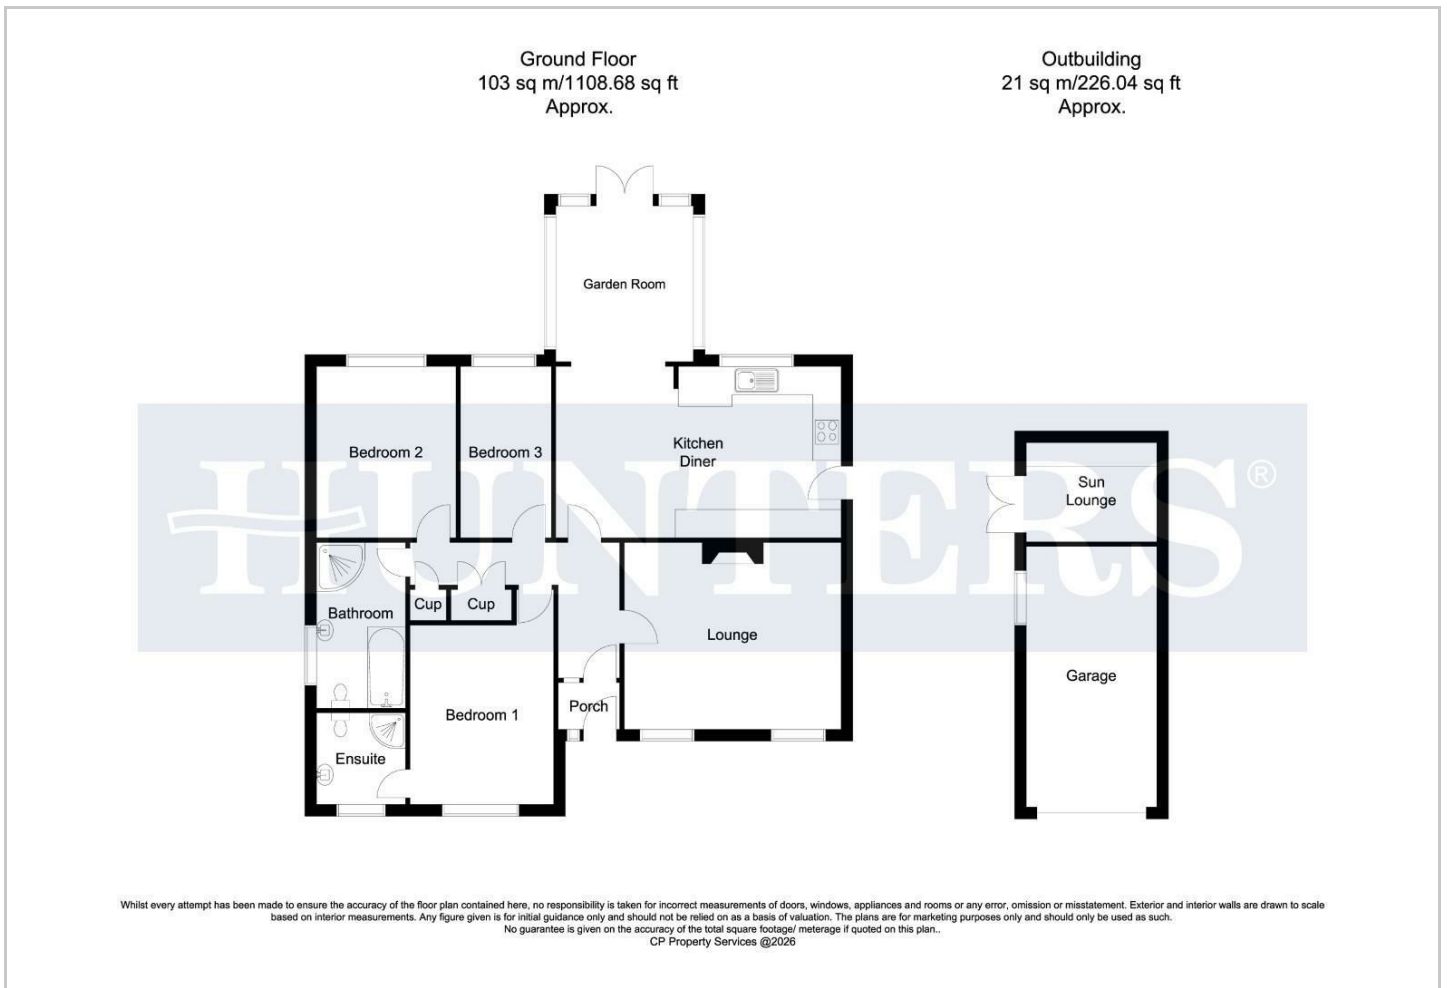 Ground Floor
103 sq m/1108.68 sq ft
Approx.
Outbuilding
21 sq m/226.04 sq ft
Approx.
Garden Room
Bedroom 2
Bedroom 3
Kitchen
Diner
HUNTERS®
Sun
Lounge
Cup
Cup
Bathroom
Lounge
Garage
Porch
Bedroom 1
Ensuite
Whilst every attempt has been made to ensure the accuracy of the floor plan contained here, no responsibility is taken for incorrect measurements of doors, windows, appliances and rooms or any error, omission or misstatement. Exterior and interior walls are drawn to scale
based on interior measurements. Any figure given is for initial guidance only and should not be relied on as a basis of valuation. The plans are for marketing purposes only and should only be used as such.
No guarantee is given on the accuracy of the total square footage/ meterage if quoted on this plan..
CP Property Services @2026